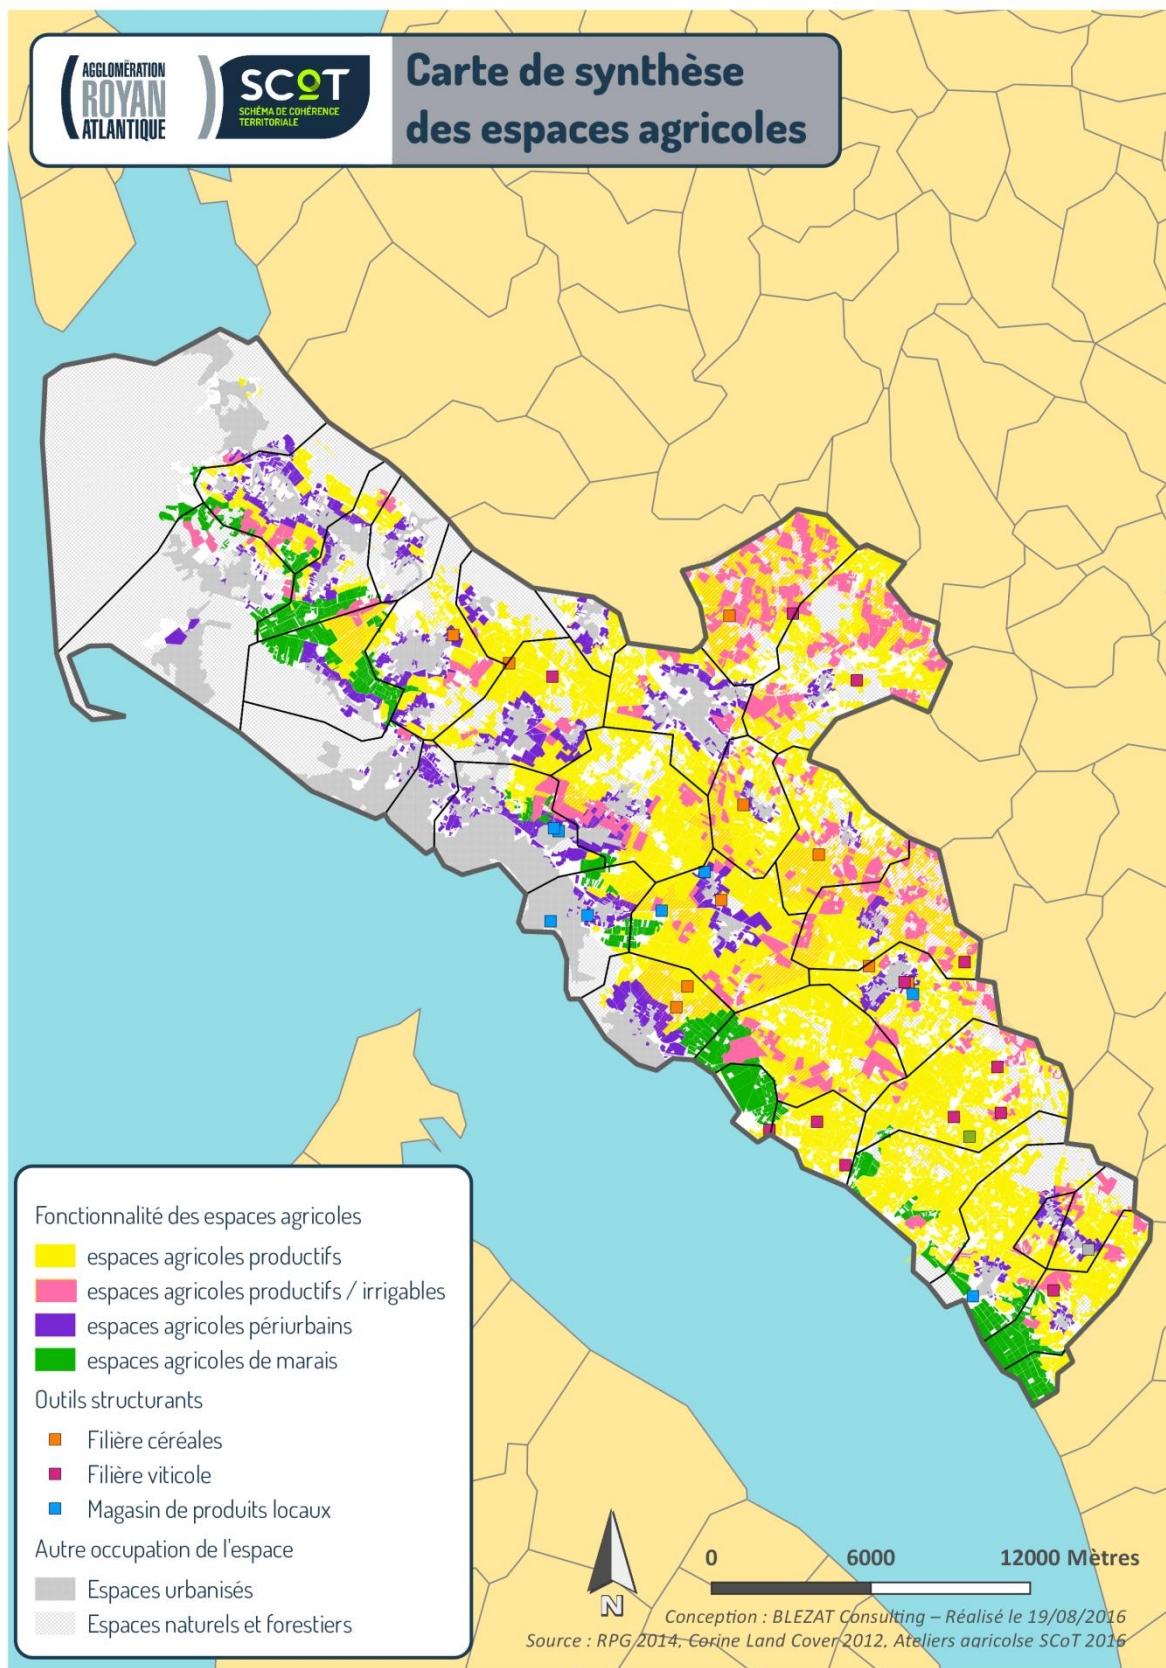 AGGLOMÉRATION
ROYAN
ATLANTIQUE
SCOT
SCHÉMA DE COHÉRENCE
TERRITORIALE
Carte de synthèse
des espaces agricoles
Fonctionnalité des espaces agricoles
espaces agricoles productifs
espaces agricoles productifs / irrigables
espaces agricoles périurbains
espaces agricoles de marais
Outils structurants
Filière céréales
Filière viticole
Magasin de produits locaux
Autre occupation de l'espace
Espaces urbanisés
Espaces naturels et forestiers
N
0 6000 12000 Mètres
Conception : BLEZAT Consulting – Réalisé le 19/08/2016
Source : RPG 2014, Corine Land Cover 2012, Ateliers agricolse SCoT 2016